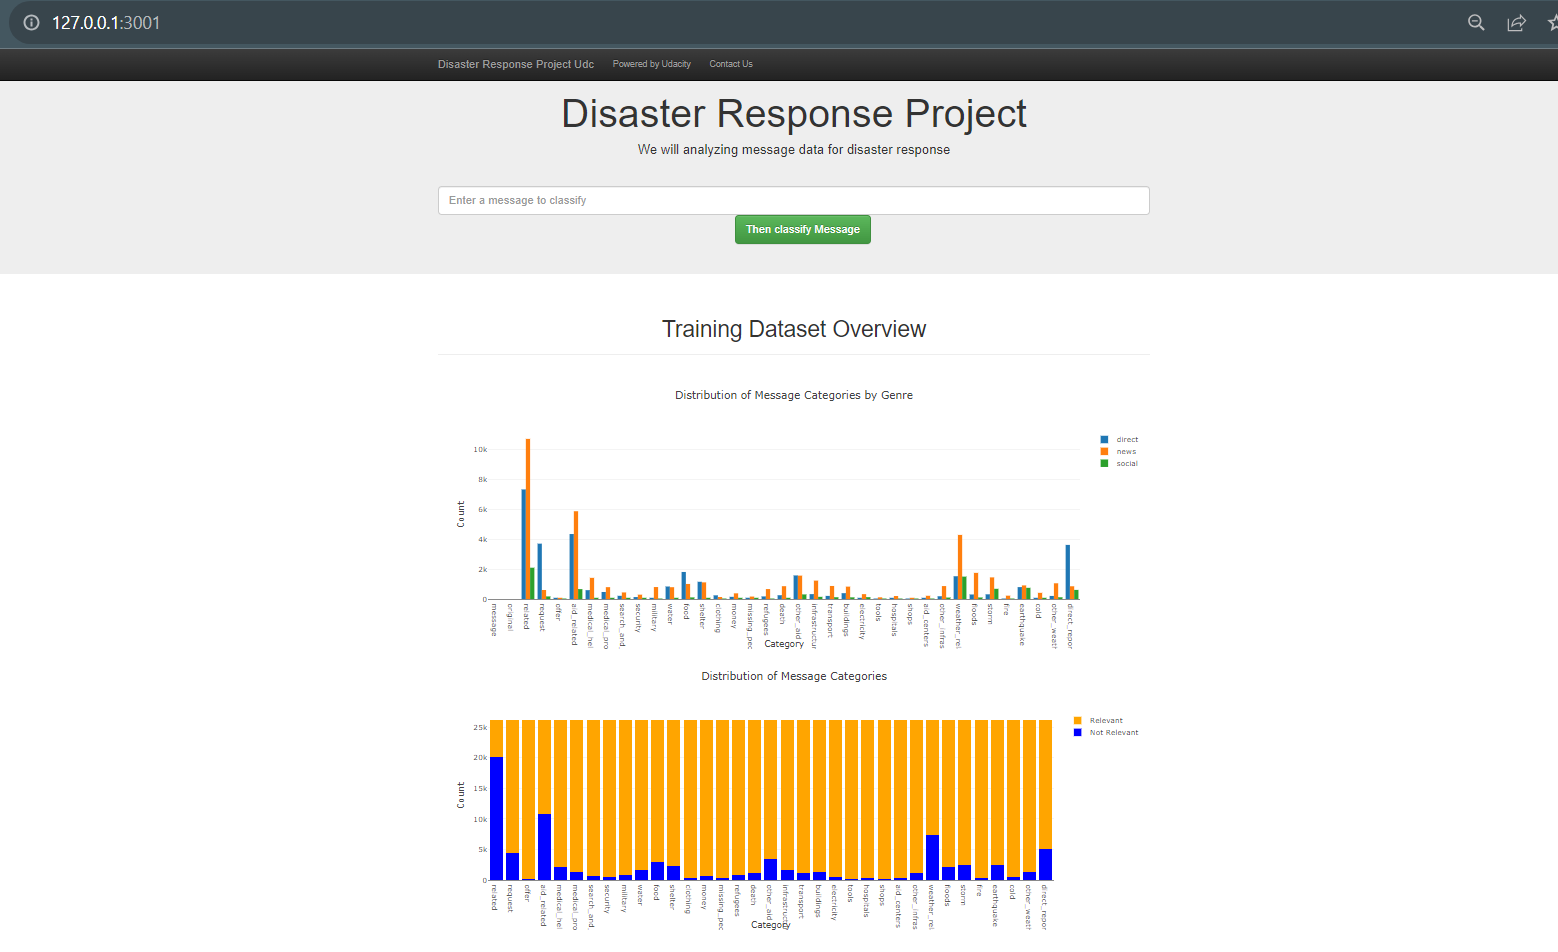 127.0.0.1:3001
Disaster Response Project Udc Powered by Udacity Contact Us
Disaster Response Project
We will analyzing message data for disaster response
Enter a message to classify
Then classify Message
Training Dataset Overview
Distribution of Message Categories by Genre
direct
news
social
10k
8k
6k
4k
2k
0
Count
message original related request offer aid_related medical_hel medical_pro search_and. security military water food shelter clothing money missing_pec refugees death other_aid infrastructur transport buildings electricity tools hospitals shops aid_centers other_infras weather_rel floods storm fire earthquake cold other_weath direct_repor
Category
Distribution of Message Categories
Relevant
Not Relevant
25k
20k
15k
10k
5k
0
Count
related request offer aid_related medical_hel medical_pro search_and. security military water food shelter clothing money missing_pec refugees death other_aid infrastructu transport buildings electricity tools hospitals shops aid_centers other_infras weather_rel floods storm fire earthquake cold other_weath direct_repor
Category